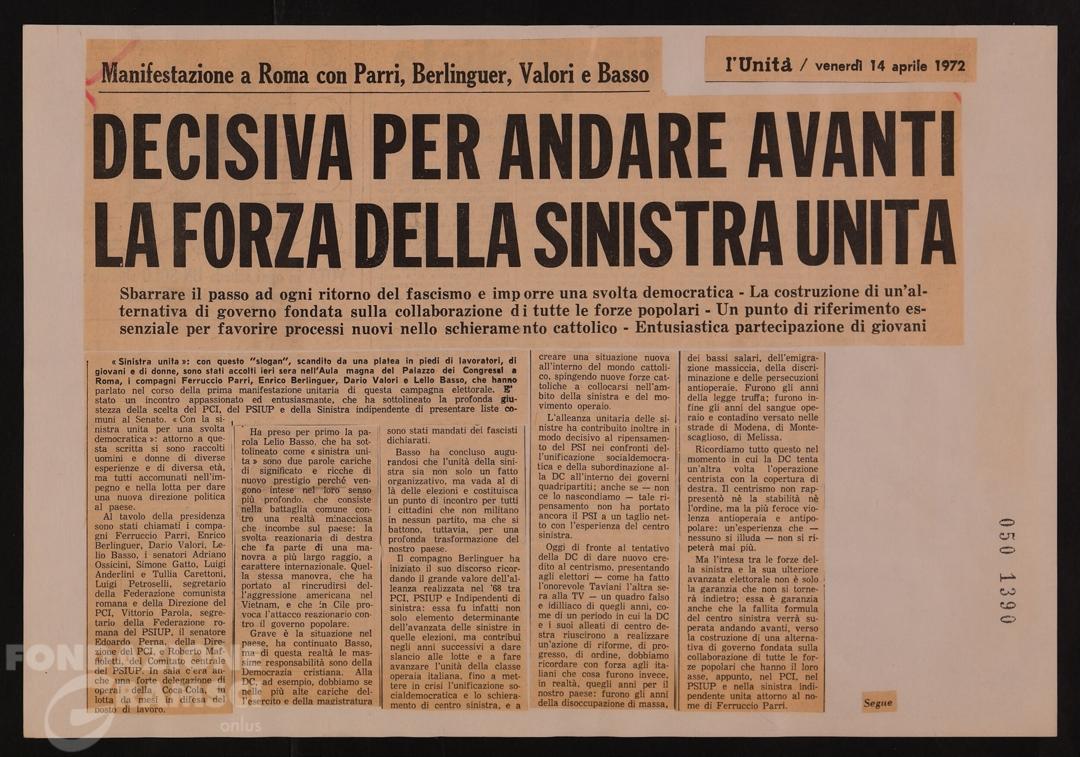 Manifestazione a Roma con Parri, Berlinguer, Valori e Basso
l'Unità / venerdì 14 aprile 1972
DECISIVA PER ANDARE AVANTI
LA FORZA DELLA SINISTRA UNITA
Sbarrare il passo ad ogni ritorno del fascismo e imporre una svolta democratica - La costruzione di un'al-
ternativa di governo fondata sulla collaborazione di tutte le forze popolari - Un punto di riferimento es-
senziale per favorire processi nuovi nello schieramento cattolico - Entusiastica partecipazione di giovani
« Sinistra unita »: con questo "slogan", scandito da una platea in piedi di lavoratori, di
giovani e di donne, sono stati accolti ieri sera nell'Aula magna del Palazzo dei Congressi a
Roma, i compagni Ferruccio Parri, Enrico Berlinguer, Dario Valori e Lelio Basso, che hanno
parlato nel corso della prima manifestazione unitaria di questa campagna elettorale. E'
stato un incontro appassionato ed entusiasmante, che ha sottolineato la profonda giu-
stezza della scelta del PCI, del PSIUP e della Sinistra indipendente di presentare liste co-
muni al Senato. « Con la si-
nistra unita per una svolta
democratica »: attorno a que-
sta scritta si sono raccolti
uomini e donne di diverse
esperienze e di diversa età,
ma tutti accomunati nell'im-
pegno e nella lotta per dare
una nuova direzione politica
al paese.
Al tavolo della presidenza
sono stati chiamati i compa-
gni Ferruccio Parri, Enrico
Berlinguer, Dario Valori, Le-
lio Basso, i senatori Adriano
Ossicini, Simone Gatto, Luigi
Anderlini e Tullia Carettoni,
Luigi Petroselli, segretario
della Federazione comunista
romana e della Direzione del
PCI, Vittorio Parola, segre-
tario della Federazione ro-
mana del PSIUP, il senatore
Edoardo Perna, della Dire-
zione del PCI, e Roberto Maf-
fioletti, del Comitato centrale
del PSIUP. In sala c'era an-
che una forte delegazione di
operai della Coca Cola, in
lotta da mesi in difesa del
posto di lavoro.
Ha preso per primo la pa-
rola Lelio Basso, che ha sot-
tolineato come « sinistra uni-
ta » sono due parole cariche
di significato e ricche di
nuovo prestigio perché ven-
gono intese nel loro senso
più profondo, che consiste
nella battaglia comune con-
tro una realtà minacciosa
che incombe sul paese: la
svolta reazionaria di destra
che fa parte di una ma-
novra a più largo raggio, a
carattere internazionale. Quel-
la stessa manovra, che ha
portato al rincrudirsi del-
l'aggressione americana nel
Vietnam, e che in Cile pro-
voca l'attacco reazionario con-
tro il governo popolare.
Grave è la situazione nel
paese, ha continuato Basso,
ma di questa realtà le mas-
sime responsabilità sono della
Democrazia cristiana. Alla
DC, ad esempio, dobbiamo se
nelle più alte cariche del-
l'esercito e della magistratura
sono stati mandati dei fascisti
dichiarati.
Basso ha concluso augu-
randosi che l'unità della sini-
stra sia non solo un fatto
organizzativo, ma vada al di
là delle elezioni e costituisca
un punto di incontro per tutti
i cittadini che non militano
in nessun partito, ma che si
battono, tuttavia, per una
profonda trasformazione del
nostro paese.
Il compagno Berlinguer ha
iniziato il suo discorso ricor-
dando il grande valore dell'al-
leanza realizzata nel '68 tra
PCI, PSIUP e Indipendenti di
sinistra: essa fu infatti non
solo elemento determinante
dell'avanzata delle sinistre in
quelle elezioni, ma contribuì
negli anni successivi a dare
slancio alle lotte e a fare
avanzare l'unità della classe
operaia italiana, fino a met-
tere in crisi l'unificazione so-
cialdemocratica e lo schiera-
mento di centro sinistra, e a
creare una situazione nuova
all'interno del mondo cattoli-
co, spingendo nuove forze cat-
toliche a collocarsi nell'am-
bito della sinistra e del mo-
vimento operaio.
L'alleanza unitaria delle si-
nistre ha contribuito inoltre in
modo decisivo al ripensamento
del PSI nei confronti del-
l'unificazione socialdemocra-
tica e della subordinazione al-
la DC all'interno dei governi
quadripartiti; anche se — non
ce lo nascondiamo — tale ri-
pensamento non ha portato
ancora il PSI a un taglio net-
to con l'esperienza del centro
sinistra.
Oggi di fronte al tentativo
della DC di dare nuovo cre-
dito al centrismo, presentando
agli elettori — come ha fatto
l'onorevole Taviani l'altra se-
ra alla TV — un quadro falso
e idilliaco di quegli anni, co-
me di un periodo in cui la DC
e i suoi alleati di centro de-
stra riuscirono a realizzare
un'azione di riforme, di pro-
gresso, di ordine, dobbiamo
ricordare con forza agli ita-
liani che cosa furono invece,
in realtà, quegli anni per il
nostro paese: furono gli anni
della disoccupazione di massa,
dei bassi salari, dell'emigra-
zione massiccia, della discri-
minazione e delle persecuzioni
antioperaie. Furono gli anni
della legge truffa; furono in-
fine gli anni del sangue ope-
raio e contadino versato nelle
strade di Modena, di Monte-
scaglioso, di Melissa.
Ricordiamo tutto questo nel
momento in cui la DC tenta
un'altra volta l'operazione
centrista con la copertura di
destra. Il centrismo non rap-
presentò nè la stabilità nè
l'ordine, ma la più feroce vio-
lenza antioperaia e antipo-
polare: un'esperienza che —
nessuno si illuda — non si ri-
peterà mai più.
Ma l'intesa tra le forze del-
la sinistra e la sua ulteriore
avanzata elettorale non è solo
la garanzia che non si torne-
rà indietro; essa è garanzia
anche che la fallita formula
del centro sinistra verrà su-
perata andando avanti, verso
la costruzione di una alterna-
tiva di governo fondata sulla
collaborazione di tutte le for-
ze popolari che hanno il loro
asse, appunto, nel PCI, nel
PSIUP e nella sinistra indi-
pendente unita attorno al no-
me di Ferruccio Parri.
Segue
050 1390
FONDAZIONE
onlus